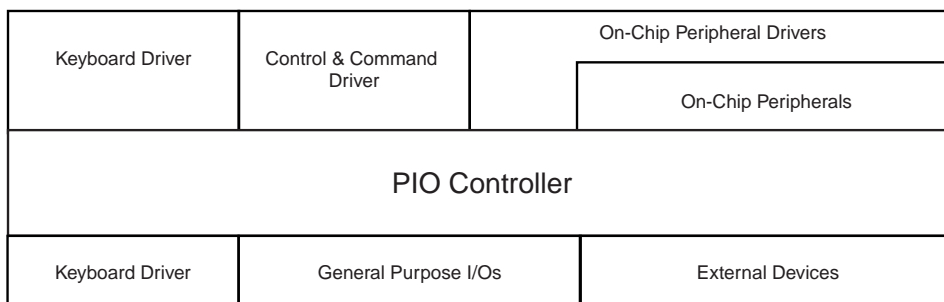 Keyboard Driver
Control & Command
Driver
On-Chip Peripheral Drivers
On-Chip Peripherals
PIO Controller
Keyboard Driver
General Purpose I/Os
External Devices